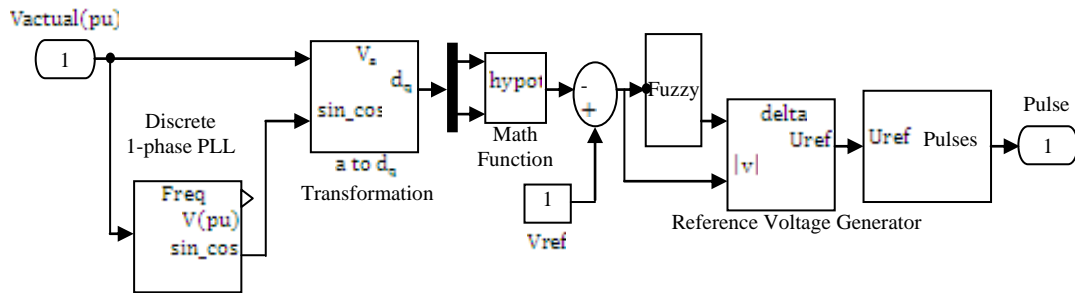 Vactual(pu)
1
Discrete
1-phase PLL
Freq
V(pu)
sin_cos
Va
dq
sin_cos
a to dq
Transformation
hypot
Math
Function
-
+
1
Vref
Fuzzy
delta
Uref
|v|
Reference Voltage Generator
Uref Pulses
Pulse
1